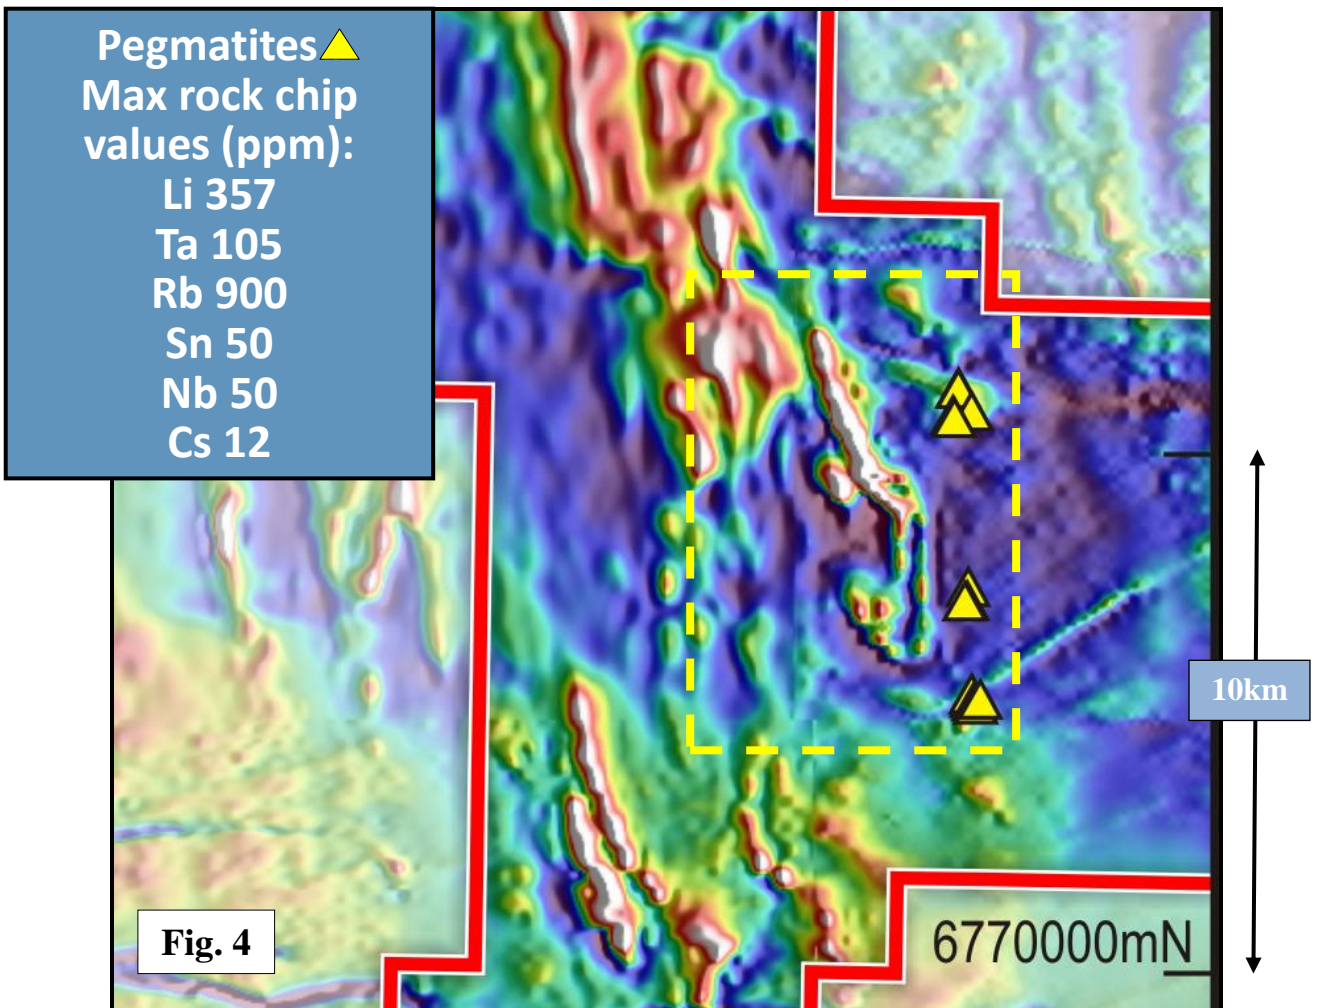 Pegmatites
Max rock chip
values (ppm):
Li 357
Ta 105
Rb 900
Sn 50
Nb 50
Cs 12
10km
Fig. 4
6770000mN